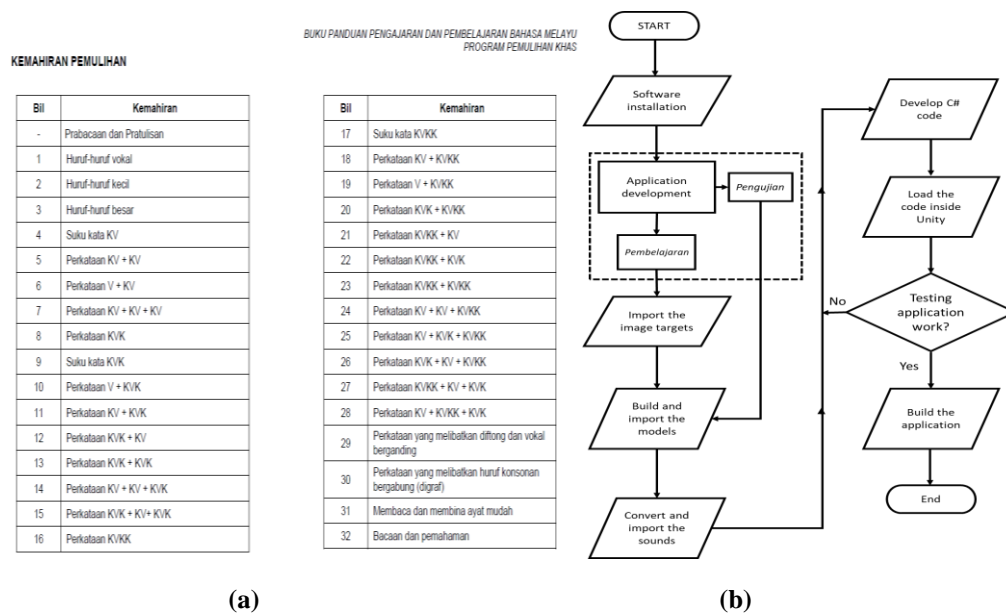 BUKU PANDUAN PENGAJARAN DAN PEMBELAJARAN BAHASA MELAYU
PROGRAM PEMULIHAN KHAS
KEMAHIRAN PEMULIHAN
Bil Kemahiran
- Prabacaan dan Pratulisan
1 Huruf-huruf vokal
2 Huruf-huruf kecil
3 Huruf-huruf besar
4 Suku kata KV
5 Perkataan KV + KV
6 Perkataan V + KV
7 Perkataan KV + KV + KV
8 Perkataan KVK
9 Suku kata KVK
10 Perkataan V + KVK
11 Perkataan KV + KVK
12 Perkataan KVK + KV
13 Perkataan KVK + KVK
14 Perkataan KV + KV + KVK
15 Perkataan KVK + KV+ KVK
16 Perkataan KVKK
Bil Kemahiran
17 Suku kata KVKK
18 Perkataan KV + KVKK
19 Perkataan V + KVKK
20 Perkataan KVK + KVKK
21 Perkataan KVKK + KV
22 Perkataan KVKK + KVK
23 Perkataan KVKK + KVKK
24 Perkataan KV + KV + KVKK
25 Perkataan KV + KVK + KVKK
26 Perkataan KVK + KV + KVKK
27 Perkataan KVKK + KV + KVK
28 Perkataan KV + KVKK + KVK
29 Perkataan yang melibatkan diftong dan vokal
berganding
30 Perkataan yang melibatkan huruf konsonan
bergabung (digraf)
31 Membaca dan membina ayat mudah
32 Bacaan dan pemahaman
(a)
START
Software
installation
Application
development
Pengujian
Pembelajaran
Import the
image targets
Build and
import the
models
Convert and
import the
sounds
Develop C#
code
Load the
code inside
Unity
Testing
application
work?
No
Yes
Build the
application
End
(b)